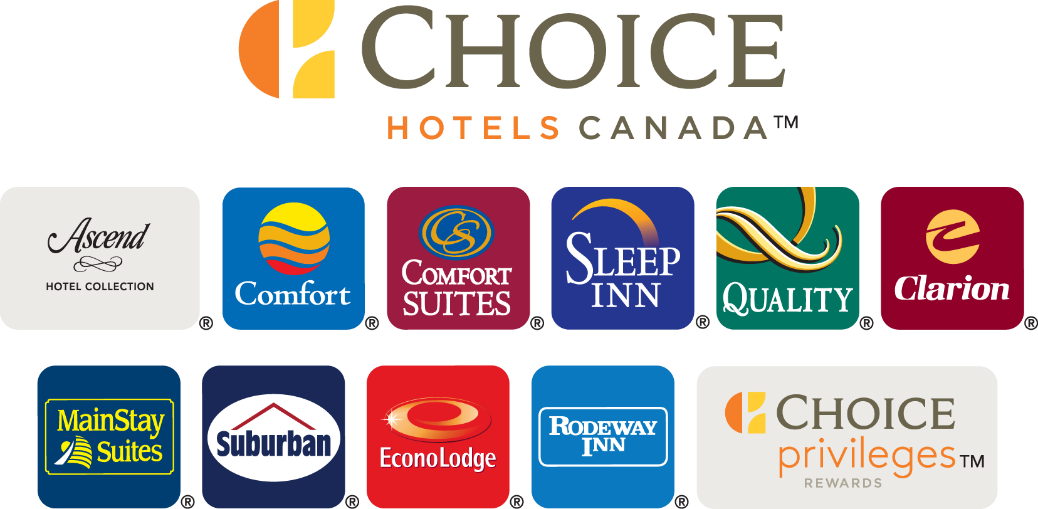 CHOICE
HOTELS CANADA™
Ascend
HOTEL COLLECTION
®
Comfort
®
CS
COMFORT
SUITES
®
SLEEP
INN
®
QUALITY
®
Clarion
®
MainStay
Suites
®
Suburban
®
EconoLodge
®
RODEWAY
INN
®
CHOICE
privileges™
REWARDS